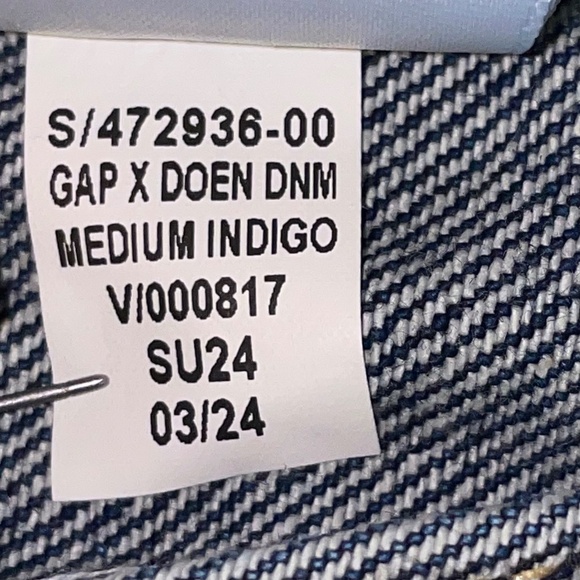 S/472936-00
GAP X DOEN DNM
MEDIUM INDIGO
V/000817
SU24
03/24